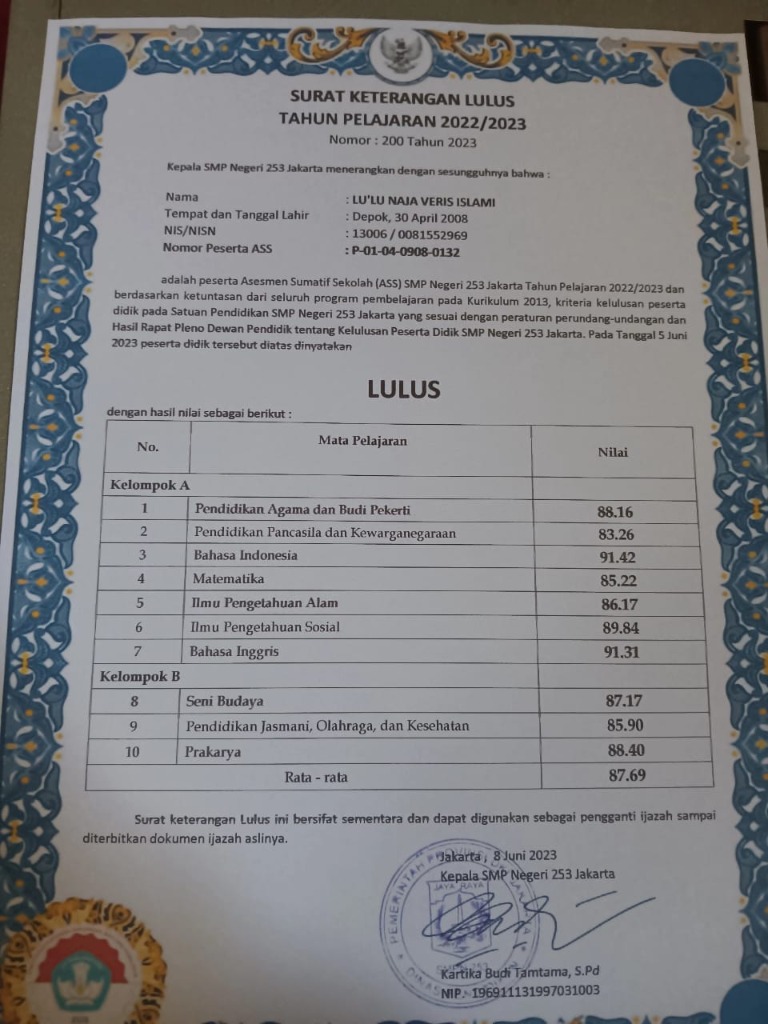 SURAT KETERANGAN LULUS
TAHUN PELAJARAN 2022/2023
Nomor : 200 Tahun 2023
Kepala SMP Negeri 253 Jakarta menerangkan dengan sesungguhnya bahwa :
Nama : LU'LU NAJA VERIS ISLAMI
Tempat dan Tanggal Lahir : Depok, 30 April 2008
NIS/NISN : 13006 / 0081552969
Nomor Peserta ASS : P-01-04-0908-0132
adalah peserta Asesmen Sumatif Sekolah (ASS) SMP Negeri 253 Jakarta Tahun Pelajaran 2022/2023 dan
berdasarkan ketuntasan dari seluruh program pembelajaran pada Kurikulum 2013, kriteria kelulusan peserta
didik pada Satuan Pendidikan SMP Negeri 253 Jakarta yang sesuai dengan peraturan perundang-undangan dan
Hasil Rapat Pleno Dewan Pendidik tentang Kelulusan Peserta Didik SMP Negeri 253 Jakarta. Pada Tanggal 5 Juni
2023 peserta didik tersebut diatas dinyatakan
LULUS
dengan hasil nilai sebagai berikut :
No. Mata Pelajaran Nilai
Kelompok A
1 Pendidikan Agama dan Budi Pekerti 88.16
2 Pendidikan Pancasila dan Kewarganegaraan 83.26
3 Bahasa Indonesia 91.42
4 Matematika 85.22
5 Ilmu Pengetahuan Alam 86.17
6 Ilmu Pengetahuan Sosial 89.84
7 Bahasa Inggris 91.31
Kelompok B
8 Seni Budaya 87.17
9 Pendidikan Jasmani, Olahraga, dan Kesehatan 85.90
10 Prakarya 88.40
Rata - rata 87.69
Surat keterangan Lulus ini bersifat sementara dan dapat digunakan sebagai pengganti ijazah sampai
diterbitkan dokumen ijazah aslinya.
Jakarta , 8 Juni 2023
Kepala SMP Negeri 253 Jakarta
PEMERINTAH
JAYA RAYA
Kartika Budi Tamtama, S.Pd
NIP. 196911131997031003